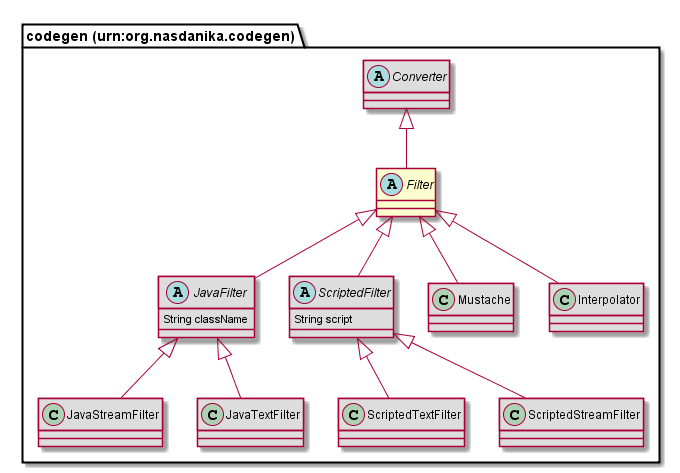 codegen (urn:org.nasdanika.codegen)
A Converter
A Filter
A JavaFilter
String className
A ScriptedFilter
String script
C Mustache
C Interpolator
C JavaStreamFilter
C JavaTextFilter
C ScriptedTextFilter
C ScriptedStreamFilter